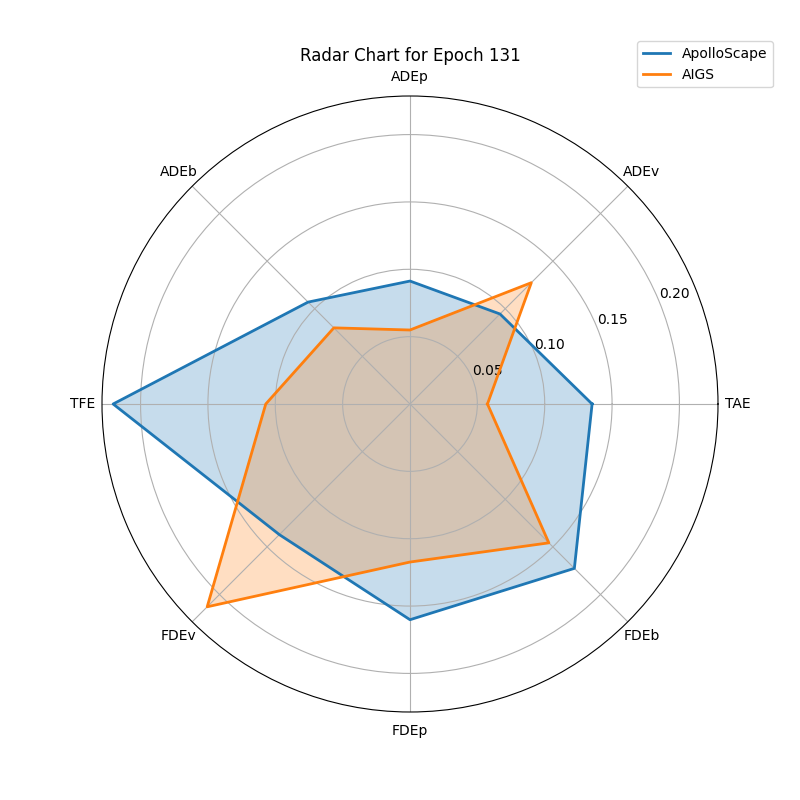 Radar Chart for Epoch 131
ApolloScape
AIGS
ADEp
ADEb
ADEv
0.20
0.15
0.10
0.05
TFE
TAE
FDEv
FDEb
FDEp